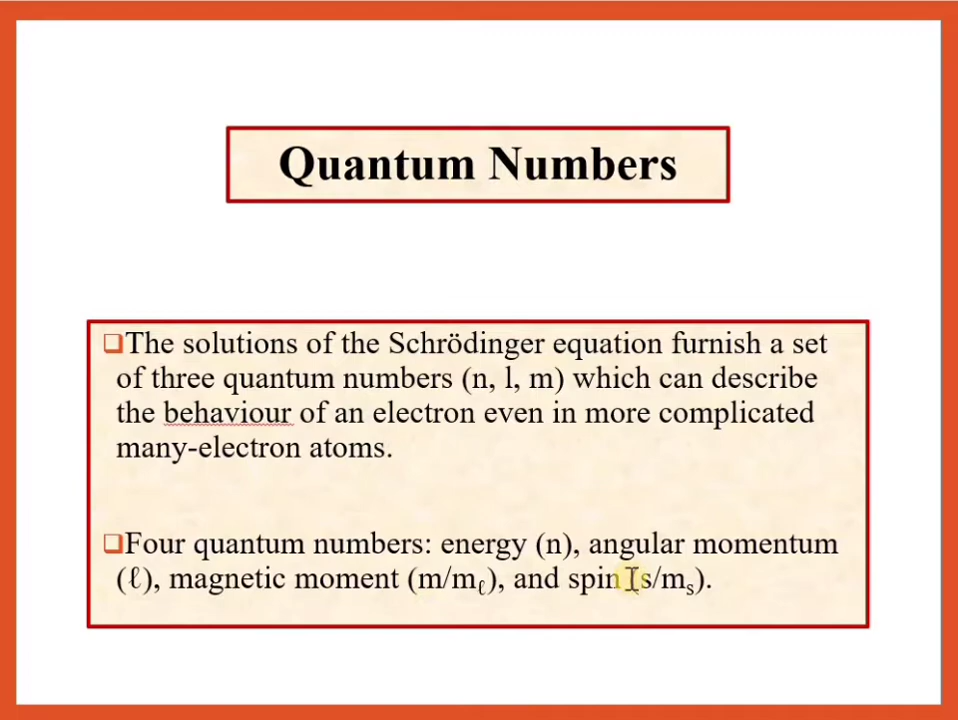 Quantum Numbers
❑The solutions of the Schrödinger equation furnish a set
of three quantum numbers (n, l, m) which can describe
the behaviour of an electron even in more complicated
many-electron atoms.
❑Four quantum numbers: energy (n), angular momentum
(ℓ), magnetic moment (m/mℓ), and spin (s/mₛ).